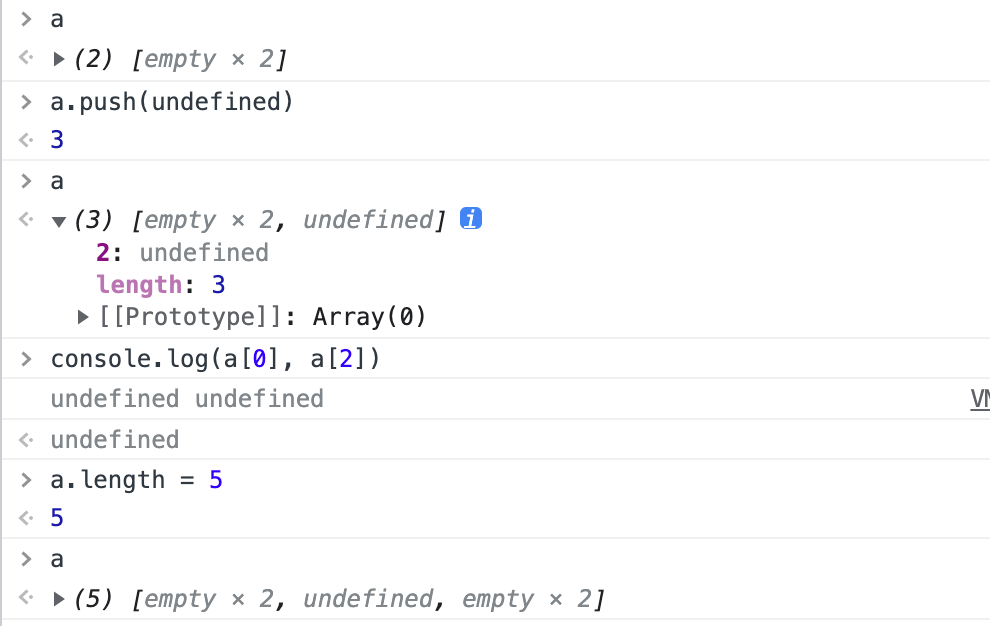 > a
<· ▶ (2) [empty × 2]
> a.push(undefined)
<· 3
> a
<· ▼ (3) [empty × 2, undefined] i
2: undefined
length: 3
▶ [[Prototype]]: Array(0)
> console.log(a[0], a[2])
undefined undefined VM
<· undefined
> a.length = 5
<· 5
> a
<· ▶ (5) [empty × 2, undefined, empty × 2]